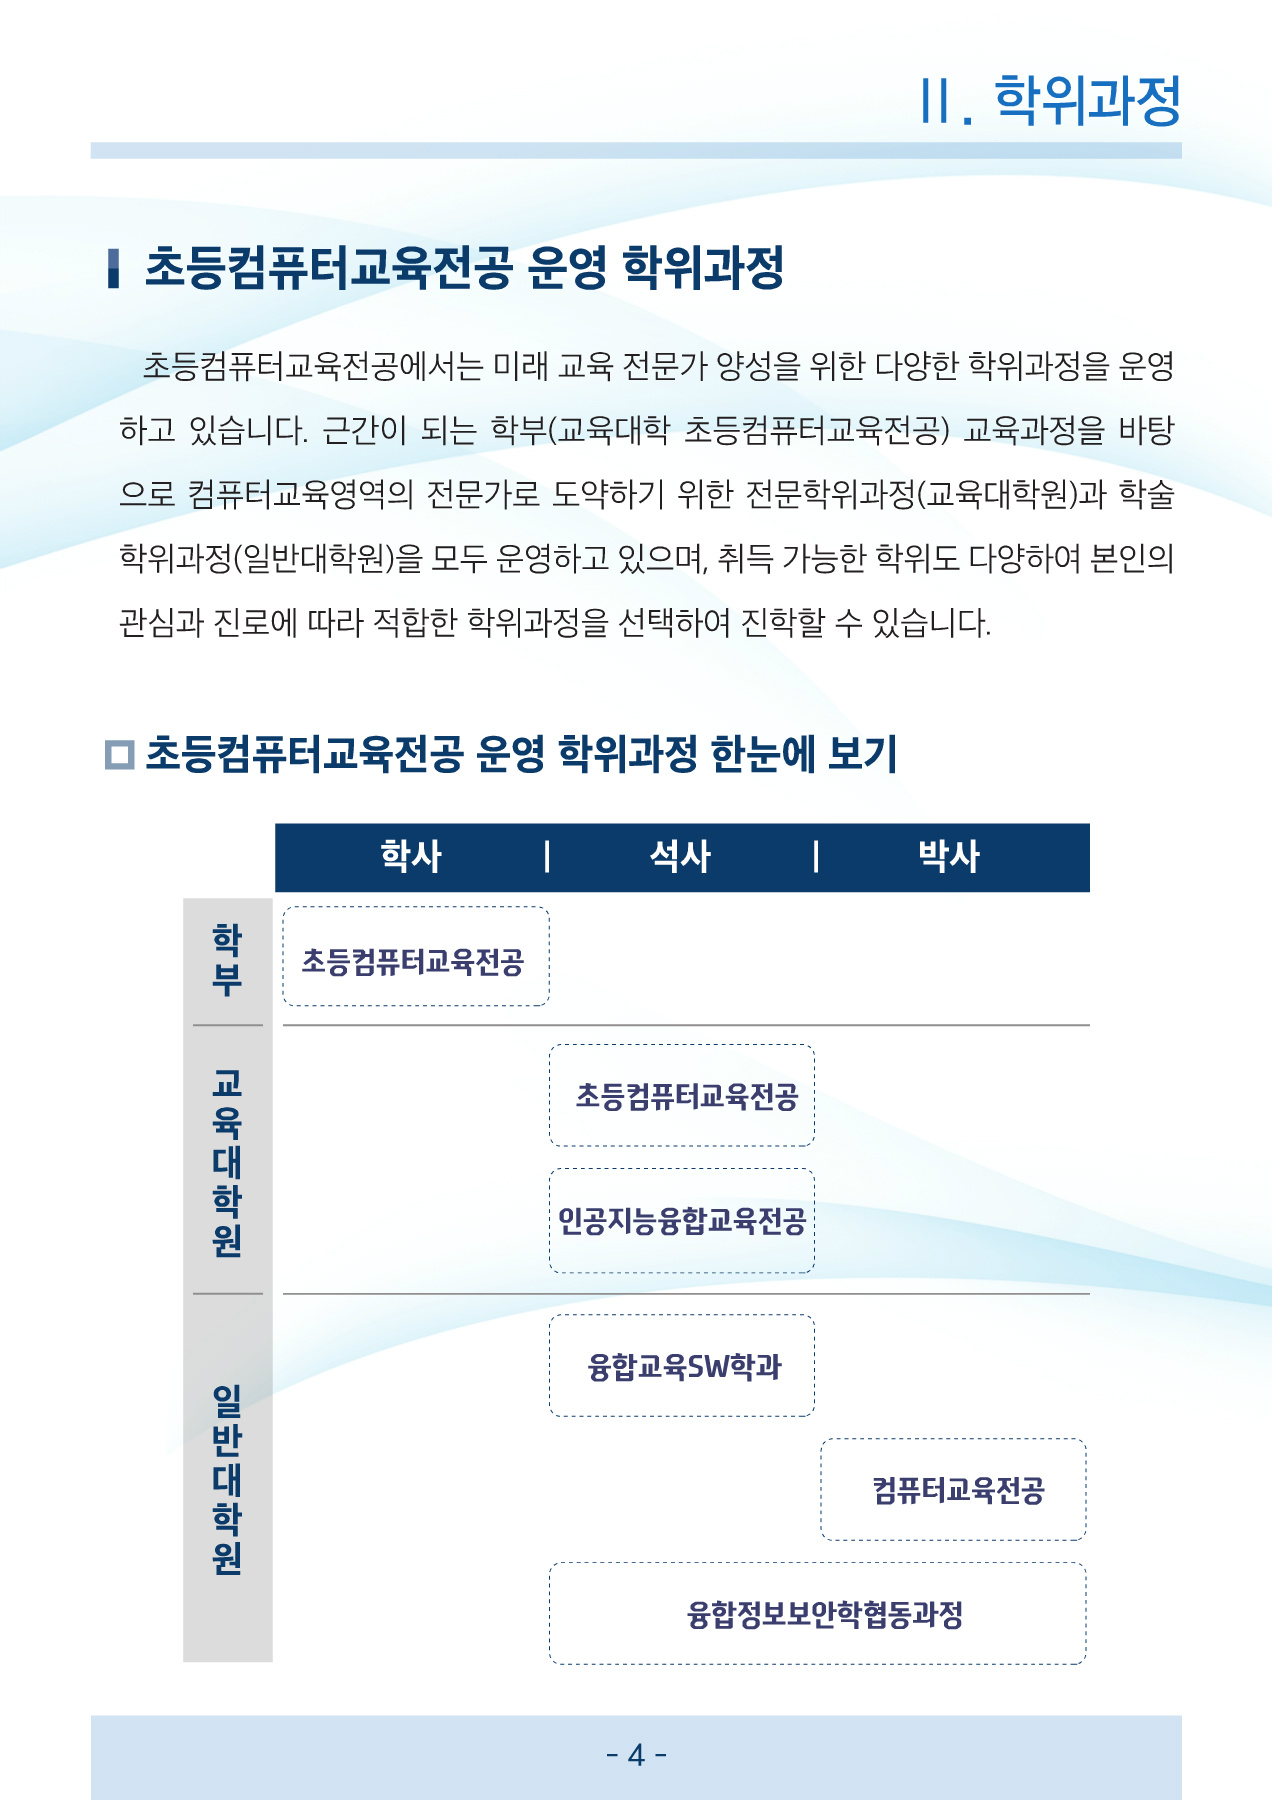 Ⅱ. 학위과정
초등컴퓨터교육전공 운영 학위과정
초등컴퓨터교육전공에서는 미래 교육 전문가 양성을 위한 다양한 학위과정을 운영
하고 있습니다. 근간이 되는 학부(교육대학 초등컴퓨터교육전공) 교육과정을 바탕
으로 컴퓨터교육영역의 전문가로 도약하기 위한 전문학위과정(교육대학원)과 학술
학위과정(일반대학원)을 모두 운영하고 있으며, 취득 가능한 학위도 다양하여 본인의
관심과 진로에 따라 적합한 학위과정을 선택하여 진학할 수 있습니다.
초등컴퓨터교육전공 운영 학위과정 한눈에 보기
학사 | 석사 | 박사
학부
초등컴퓨터교육전공
교육대학원
초등컴퓨터교육전공
인공지능융합교육전공
일반대학원
융합교육SW학과
컴퓨터교육전공
융합정보보안학협동과정
- 4 -